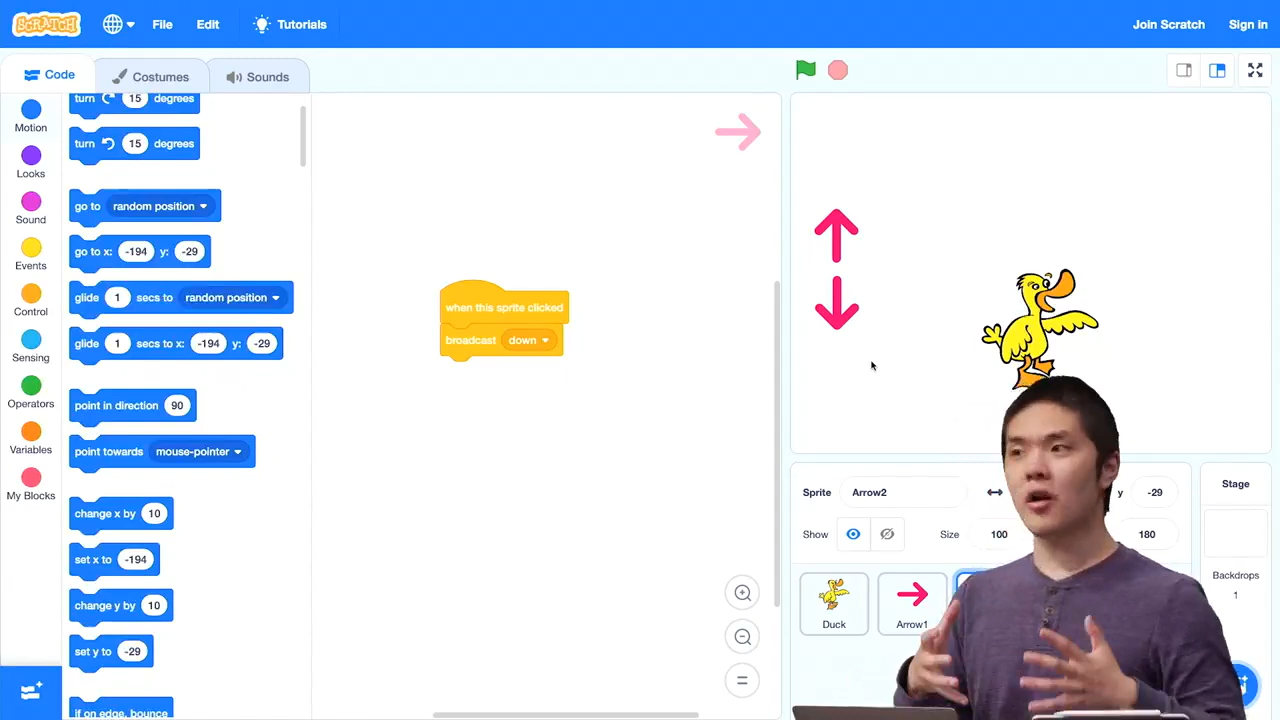 SCRATCH
File
Edit
Tutorials
Join Scratch
Sign in
Code
Costumes
Sounds
Motion
Looks
Sound
Events
Control
Sensing
Operators
Variables
My Blocks
turn 15 degrees
turn 15 degrees
go to random position
go to x: -194 y: -29
glide 1 secs to random position
glide 1 secs to x: -194 y: -29
point in direction 90
point towards mouse-pointer
change x by 10
set x to -194
change y by 10
set y to -29
if on edge, bounce
when this sprite clicked
broadcast down
Sprite Arrow2
y -29
Show
Size 100
180
Duck
Arrow1
Stage
Backdrops
1